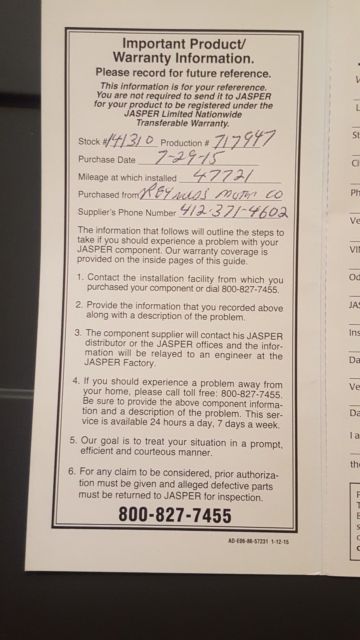 Important Product/
Warranty Information.
Please record for future reference.
This information is for your refererence.
You are not required to send it to JASPER
for your product to be registered under the
JASPER Limited Nationwide
Transferable Warranty.
Stock # 141310 Production # 717947
Purchase Date 7-29-15
Mileage at which installed 47721
Purchased from MOTOR CO
Supplier's Phone Number 412-371-4602
The information that follows will outline the steps to
take if you should experience a problem with your
JASPER component. Our warranty coverage is
provided on the inside pages of this guide.
1. Contact the installation facility from which you
purchased your component or dial 800-827-7455.
2. Provide the information that you recorded above
along with a description of the problem.
3. The component supplier will contact his JASPER
distributor or the JASPER offices and the infor-
mation will be relayed to an engineer at the
JASPER Factory.
4. If you should experience a problem away from
your home, please call toll free: 800-827-7455.
Be sure to provide the above component informa-
tion and a description of the problem. This ser-
vice is available 24 hours a day, 7 days a week.
5. Our goal is to treat your situation in a prompt,
efficient and courteous manner.
6. For any claim to be considered, prior authoriza-
tion must be given and alleged defective parts
must be returned to JASPER for inspection.
800-827-7455
AD-E06-86-57231 1-12-15